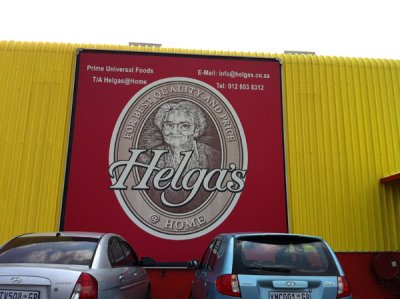 Prime Universal Foods
T/A Helgas@Home
E-Mail: info@helgas.co.za
Tel: 012 803 8312
FOR BEST QUALITY AND PRICE
Helga's
@ HOME